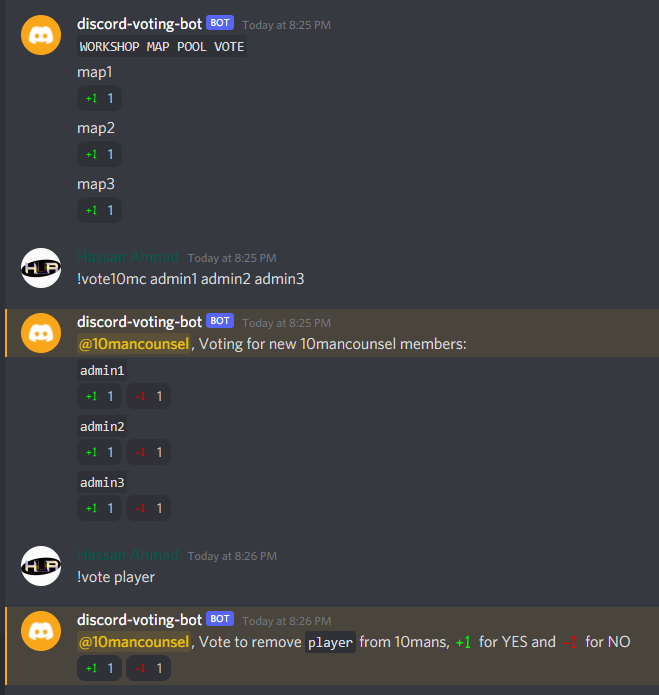 discord-voting-bot BOT Today at 8:25 PM
WORKSHOP MAP POOL VOTE
map1
+1 1
map2
+1 1
map3
+1 1
Hassan Ahmad Today at 8:25 PM
!vote10mc admin1 admin2 admin3
discord-voting-bot BOT Today at 8:25 PM
@10mancounsel, Voting for new 10mancounsel members:
admin1
+1 1 -1 1
admin2
+1 1 -1 1
admin3
+1 1 -1 1
Hassan Ahmad Today at 8:26 PM
!vote player
discord-voting-bot BOT Today at 8:26 PM
@10mancounsel, Vote to remove player from 10mans, +1 for YES and -1 for NO
+1 1 -1 1